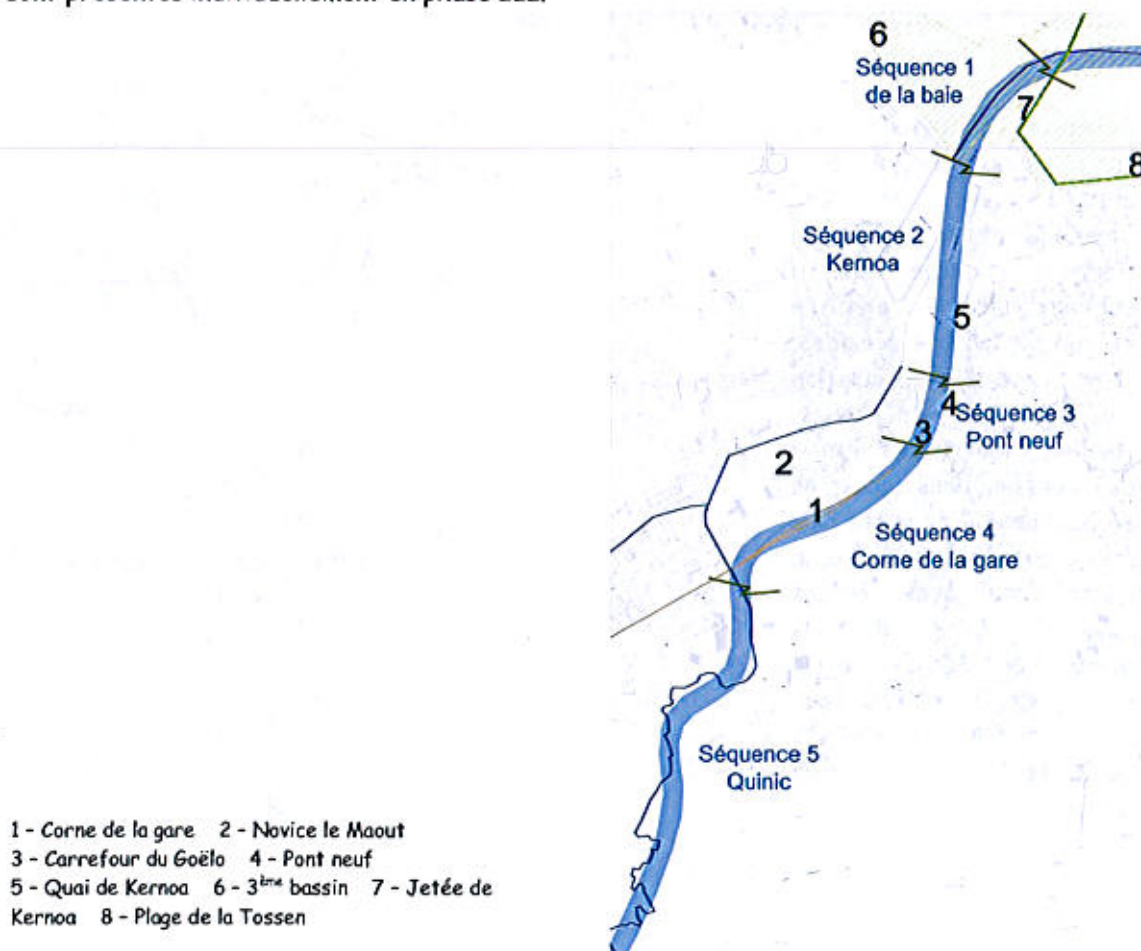 6
Séquence 1
de la baie
7
8
Séquence 2
Kernoa
5
4
Séquence 3
Pont neuf
3
2
1
Séquence 4
Corne de la gare
Séquence 5
Quinic
1 - Corne de la gare 2 - Novice le Maout
3 - Carrefour du Goëlo 4 - Pont neuf
5 - Quai de Kernoa 6 - 3ème bassin 7 - Jetée de
Kernoa 8 - Plage de la Tossen